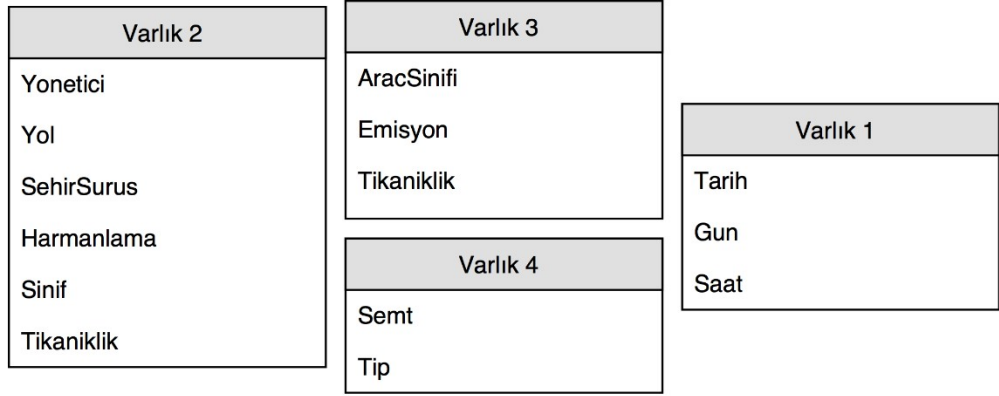 Varlık 2
Yonetici
Yol
SehirSurus
Harmanlama
Sinif
Tikaniklik
Varlık 3
AracSinifi
Emisyon
Tikaniklik
Varlık 4
Semt
Tip
Varlık 1
Tarih
Gun
Saat